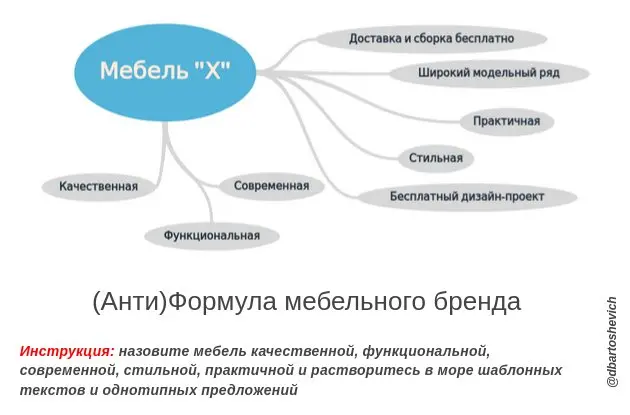 Мебель "Х"
Доставка и сборка бесплатно
Широкий модельный ряд
Практичная
Стильная
Бесплатный дизайн-проект
Качественная
Современная
Функциональная
(Анти)Формула мебельного бренда
Инструкция: назовите мебель качественной, функциональной,
современной, стильной, практичной и растворитесь в море шаблонных
текстов и однотипных предложений
@dbartoshevich